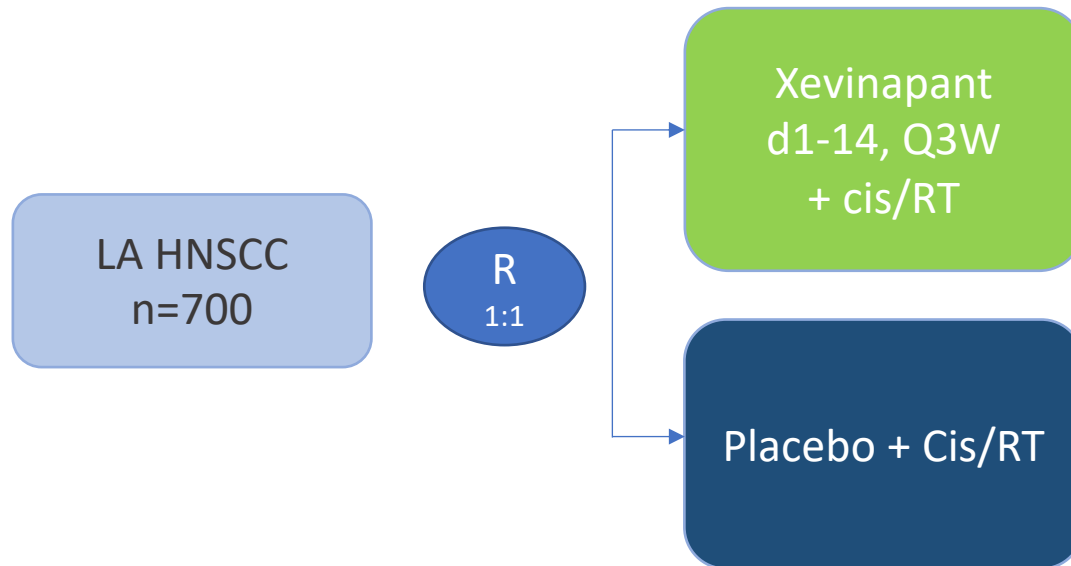 LA HNSCC
n=700
R
1:1
Xevinapant
d1-14, Q3W
+ cis/RT
Placebo + Cis/RT